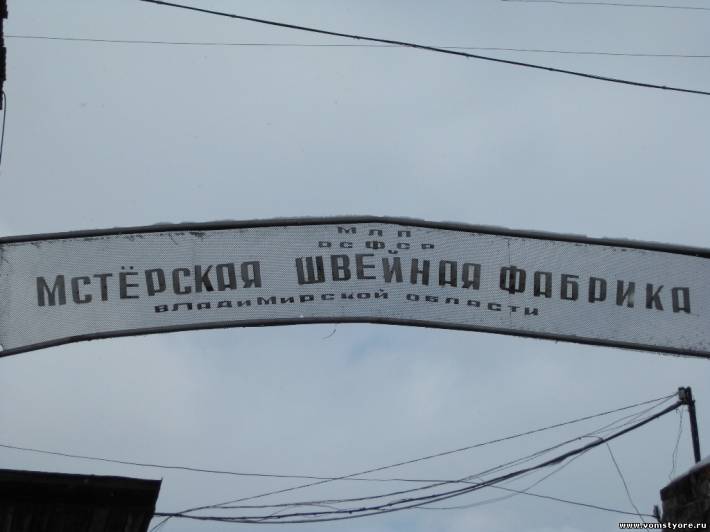 МЛП
РСФСР
МСТЁРСКАЯ ШВЕЙНАЯ ФАБРИКА
ВЛАДИМИРСКОЙ ОБЛАСТИ
www.vomstyore.ru